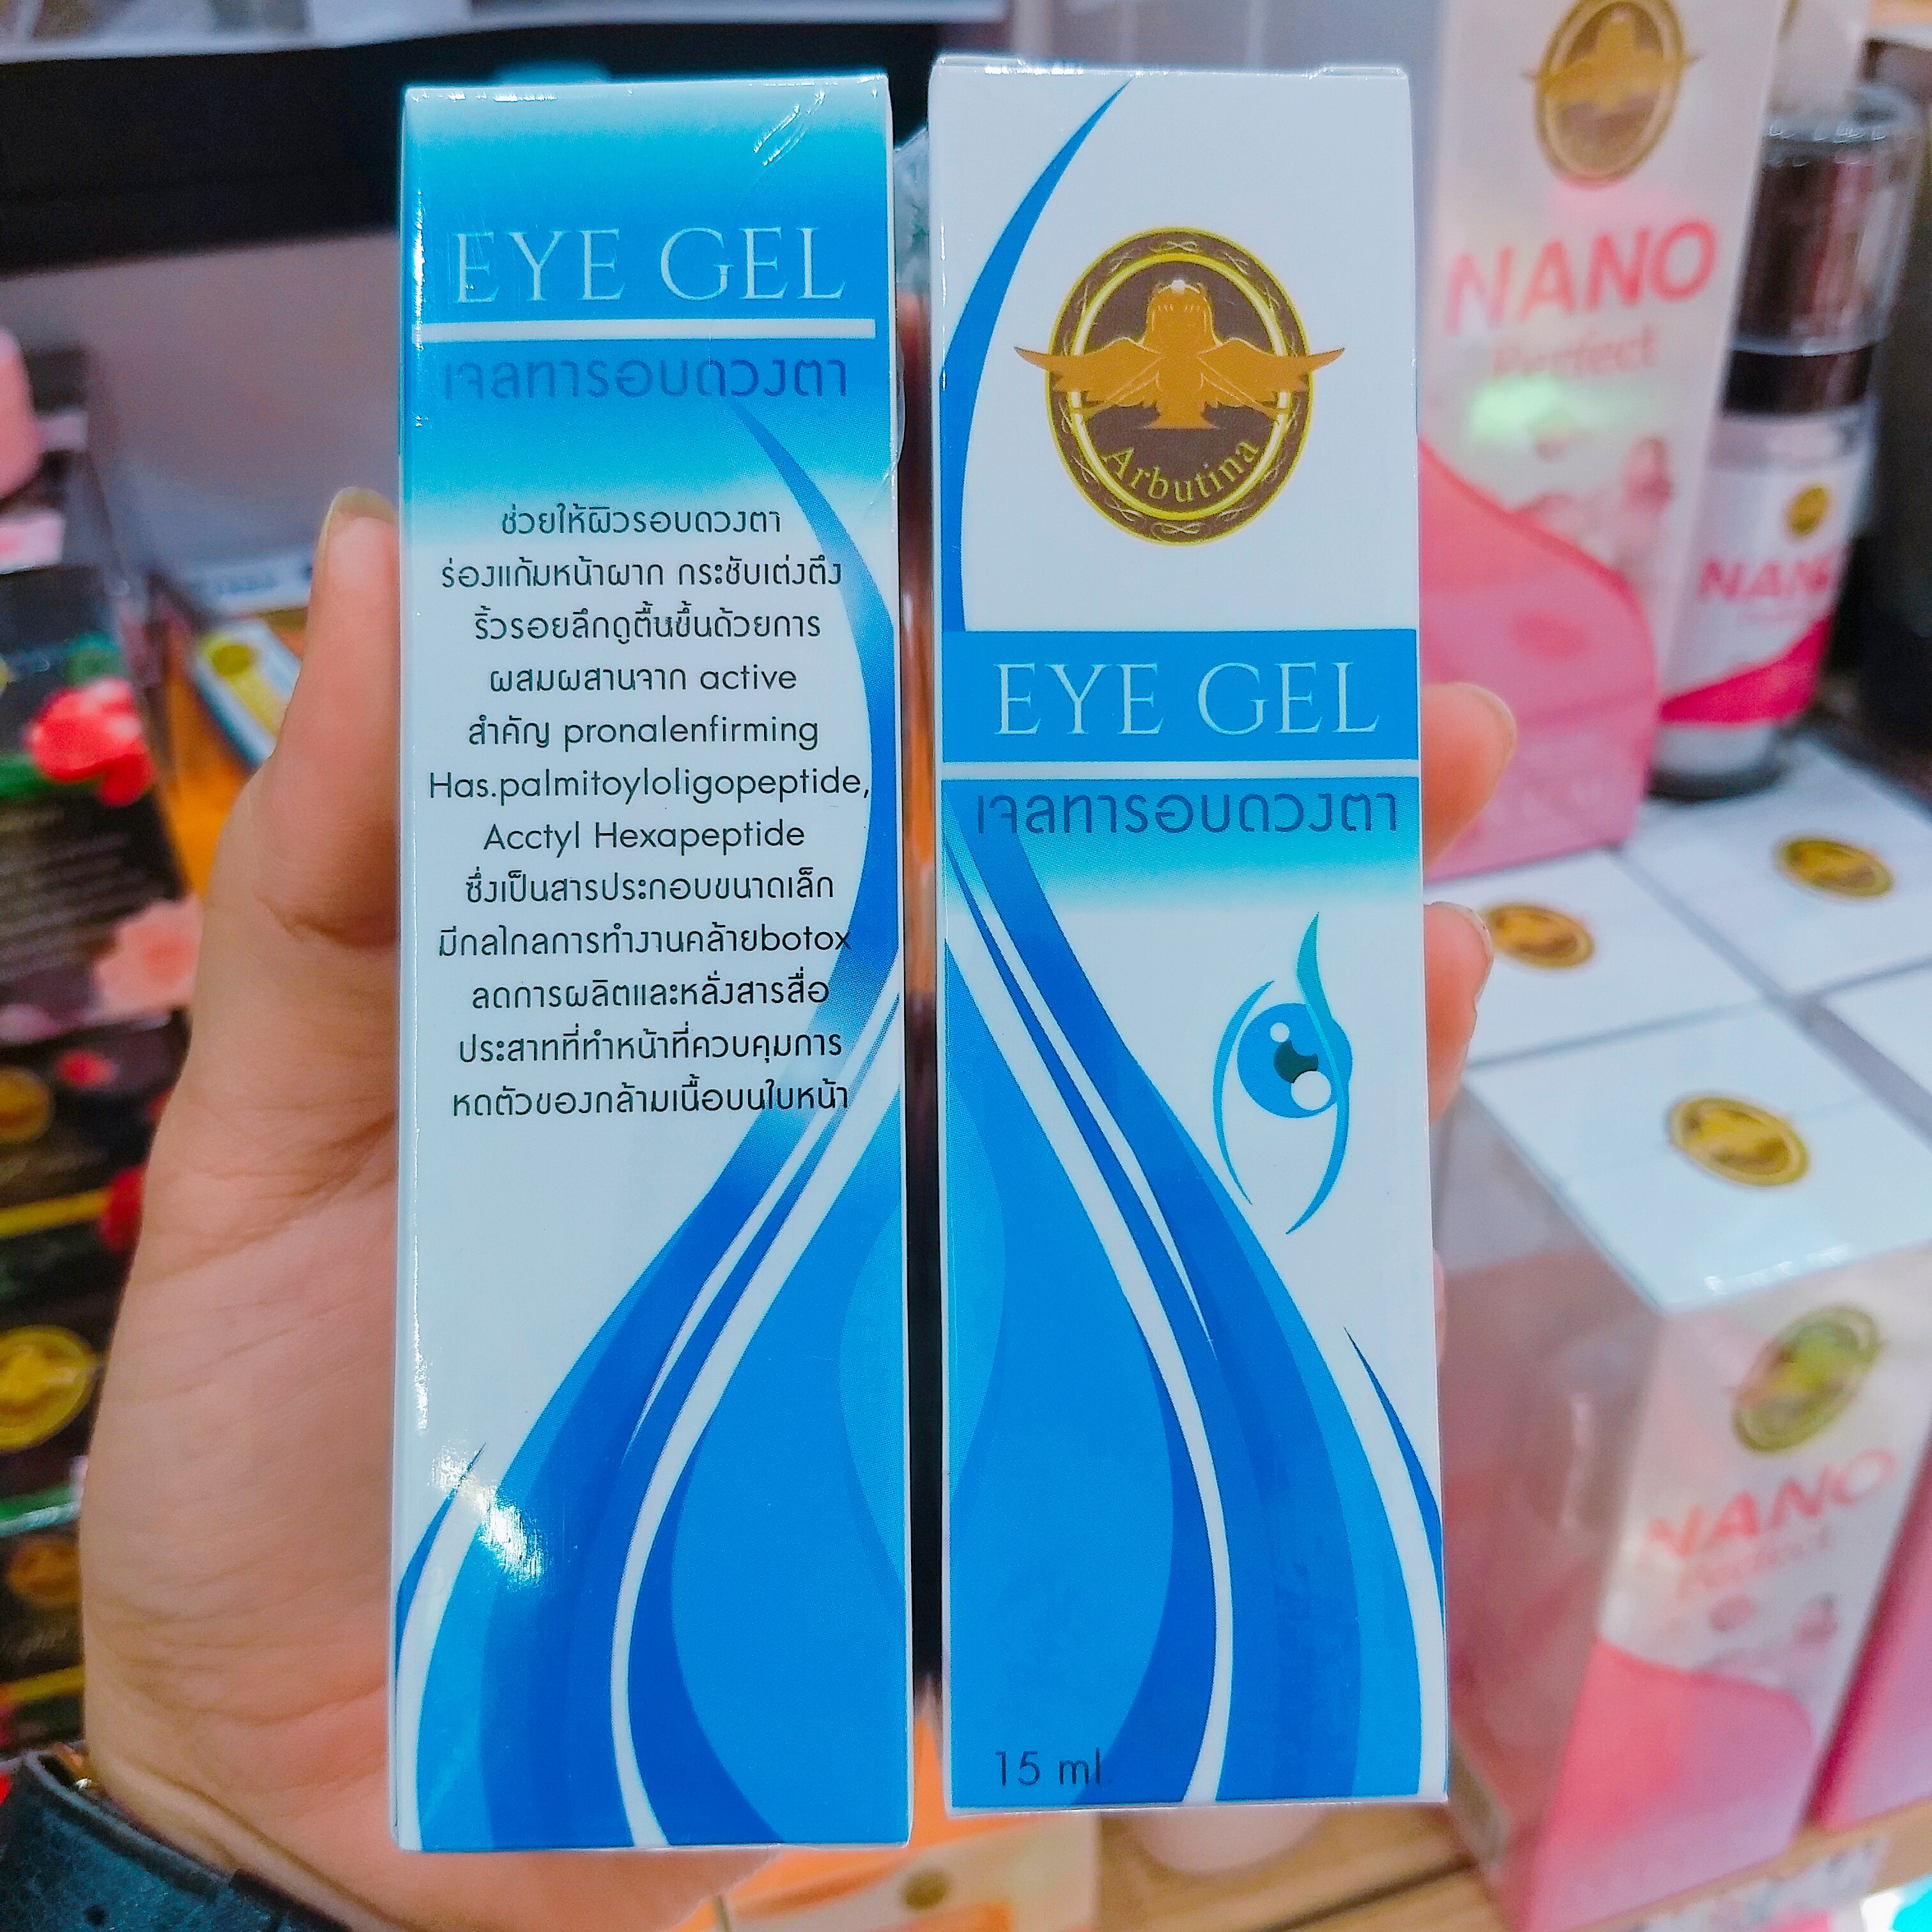 EYE GEL
เจลทารอบดวงตา
ช่วยให้ผิวรอบดวงตา
ร่องแก้มหน้าผาก กระชับเต่งตึง
ริ้วรอยลึกดูตื้นขึ้นด้วยการ
ผสมผสานจาก active
สำคัญ pronalenfirming
Has.palmitoyloligopeptide,
Acctyl Hexapeptide
ซึ่งเป็นสารประกอบขนาดเล็ก
มีกลไกลการทำงานคล้ายbotox
ลดการผลิตและหลั่งสารสื่อ
ประสาทที่ทำหน้าที่ควบคุมการ
หดตัวของกล้ามเนื้อบนใบหน้า
Arbutina
EYE GEL
เจลทารอบดวงตา
15 ml.
NANO
Perfect
NANO
NANO
Perfect